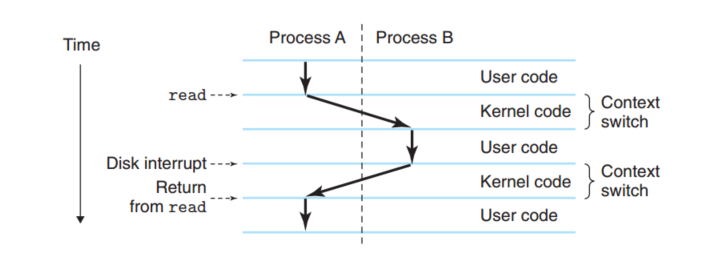 Process A
Process B
Time
User code
read
Kernel code
Context
switch
User code
Disk interrupt
Return
from read
Kernel code
Context
switch
User code